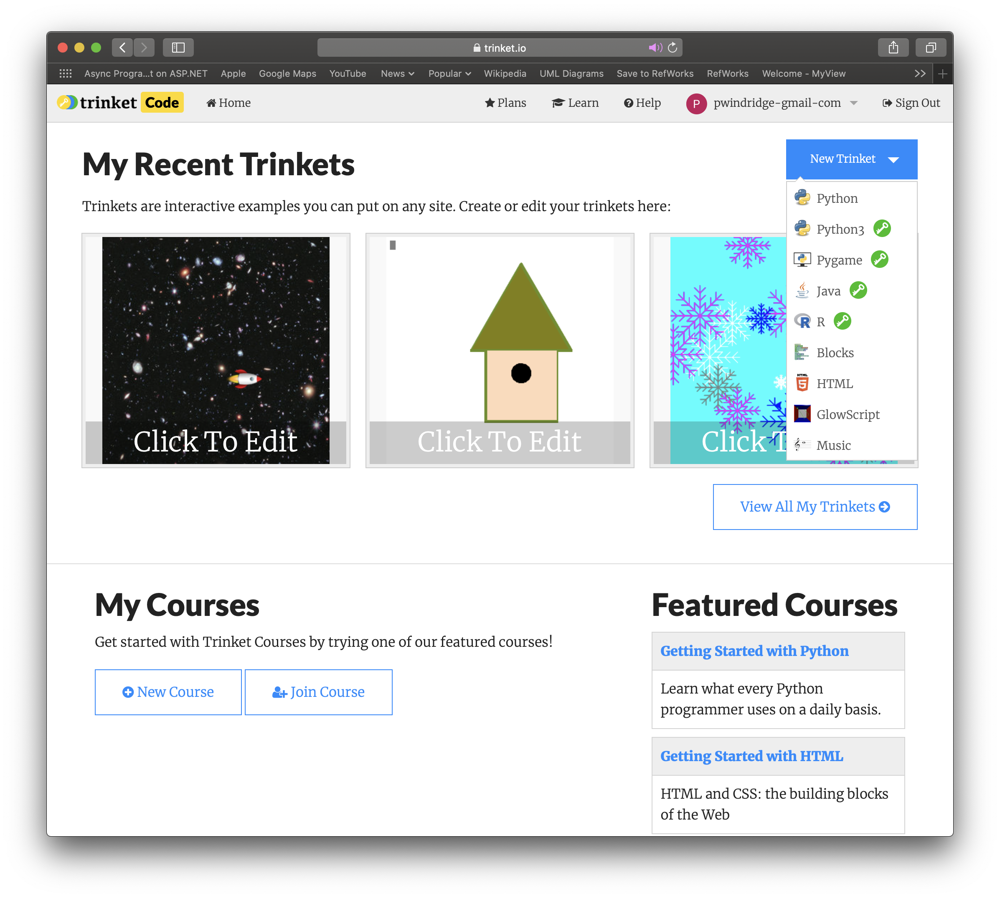 trinket.io
Async Progra...t on ASP.NET Apple Google Maps YouTube News Popular Wikipedia UML Diagrams Save to RefWorks RefWorks Welcome - MyView
trinket Code Home Plans Learn Help P pwindridge-gmail-com Sign Out
My Recent Trinkets
New Trinket
Trinkets are interactive examples you can put on any site. Create or edit your trinkets here:
Python
Python3
Pygame
Java
R
Blocks
HTML
GlowScript
Music
Click To Edit
Click To Edit
Click T
View All My Trinkets
My Courses
Get started with Trinket Courses by trying one of our featured courses!
New Course
Join Course
Featured Courses
Getting Started with Python
Learn what every Python
programmer uses on a daily basis.
Getting Started with HTML
HTML and CSS: the building blocks
of the Web